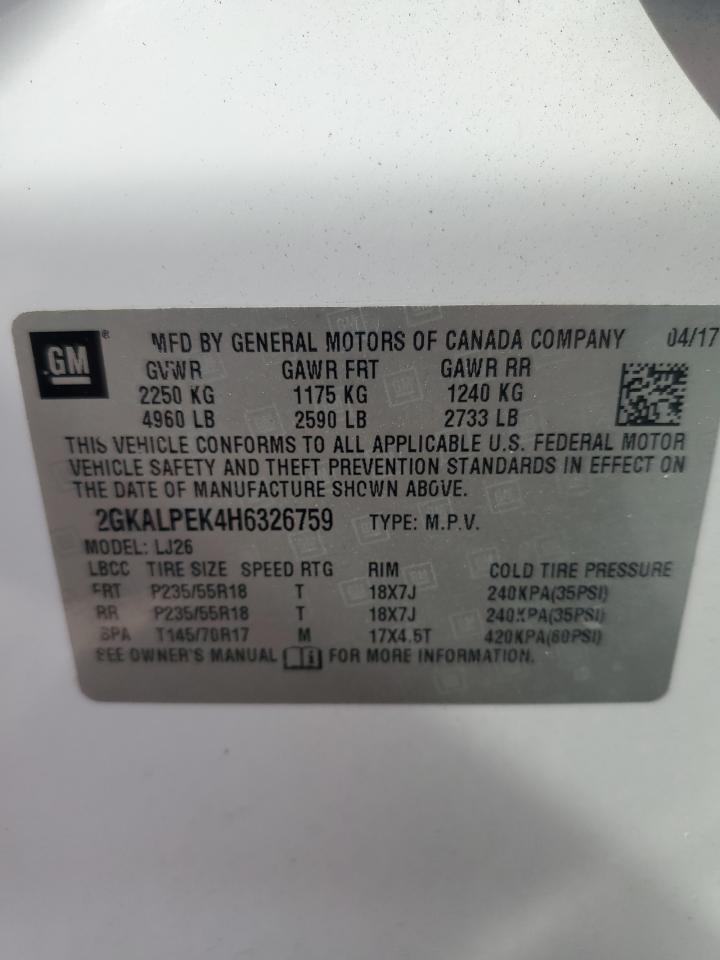 GM ® MFD BY GENERAL MOTORS OF CANADA COMPANY 04/17
GVWR GAWR FRT GAWR RR
2250 KG 1175 KG 1240 KG
4960 LB 2590 LB 2733 LB
THIS VEHICLE CONFORMS TO ALL APPLICABLE U.S. FEDERAL MOTOR
VEHICLE SAFETY AND THEFT PREVENTION STANDARDS IN EFFECT ON
THE DATE OF MANUFACTURE SHOWN ABOVE.
2GKALPEK4H6326759 TYPE: M.P.V.
MODEL: LJ26
LBCC TIRE SIZE SPEED RTG RIM COLD TIRE PRESSURE
FRT P235/55R18 T 18X7J 240KPA(35PSI)
RR P235/55R18 T 18X7J 240KPA(35PSI)
SPA T145/70R17 M 17X4.5T 420KPA(60PSI)
SEE OWNER'S MANUAL FOR MORE INFORMATION.